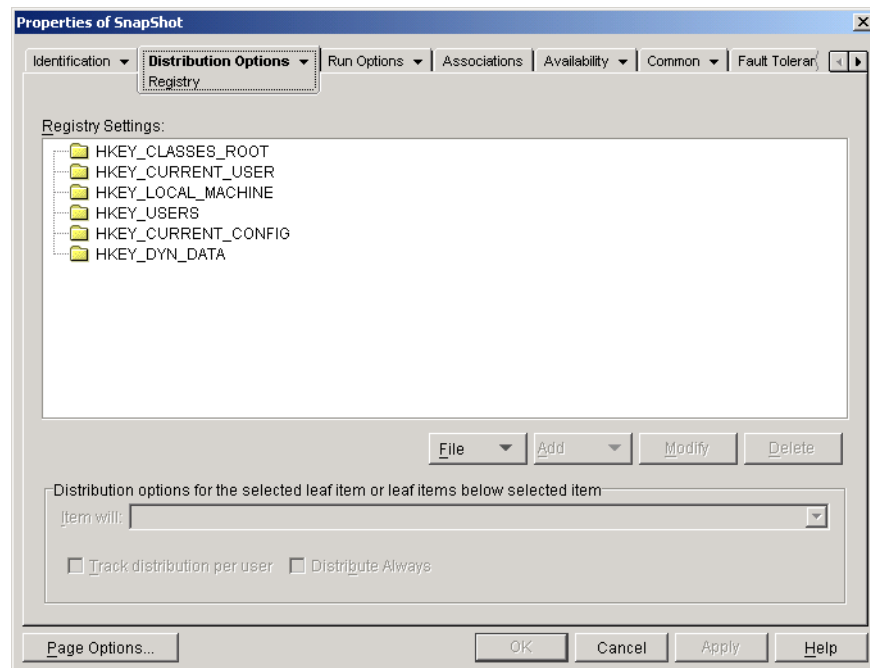 Properties of SnapShot
Identification Distribution Options Run Options Associations Availability Common Fault
Registry
Registry Settings:
HKEY_CLASSES_ROOT
HKEY_CURRENT_USER
HKEY_LOCAL_MACHINE
HKEY_USERS
HKEY_CURRENT_CONFIG
HKEY_DYN_DATA
File Add Modify Delete
Distribution options for the selected leaf item or leaf items below selected item
Item will:
Track distribution per user Distribute Always
Page Options... OK Cancel Apply Help